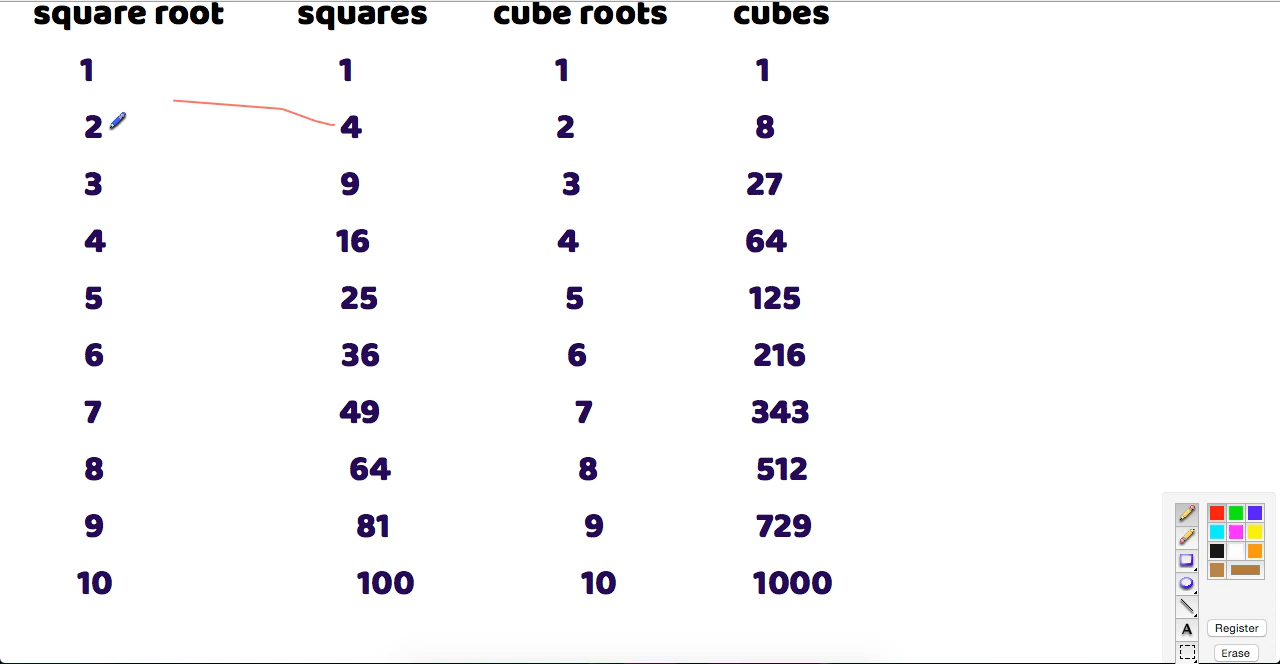 square root squares cube roots cubes
1 1 1 1
2 4 2 8
3 9 3 27
4 16 4 64
5 25 5 125
6 36 6 216
7 49 7 343
8 64 8 512
9 81 9 729
10 100 10 1000
A
Register
Erase